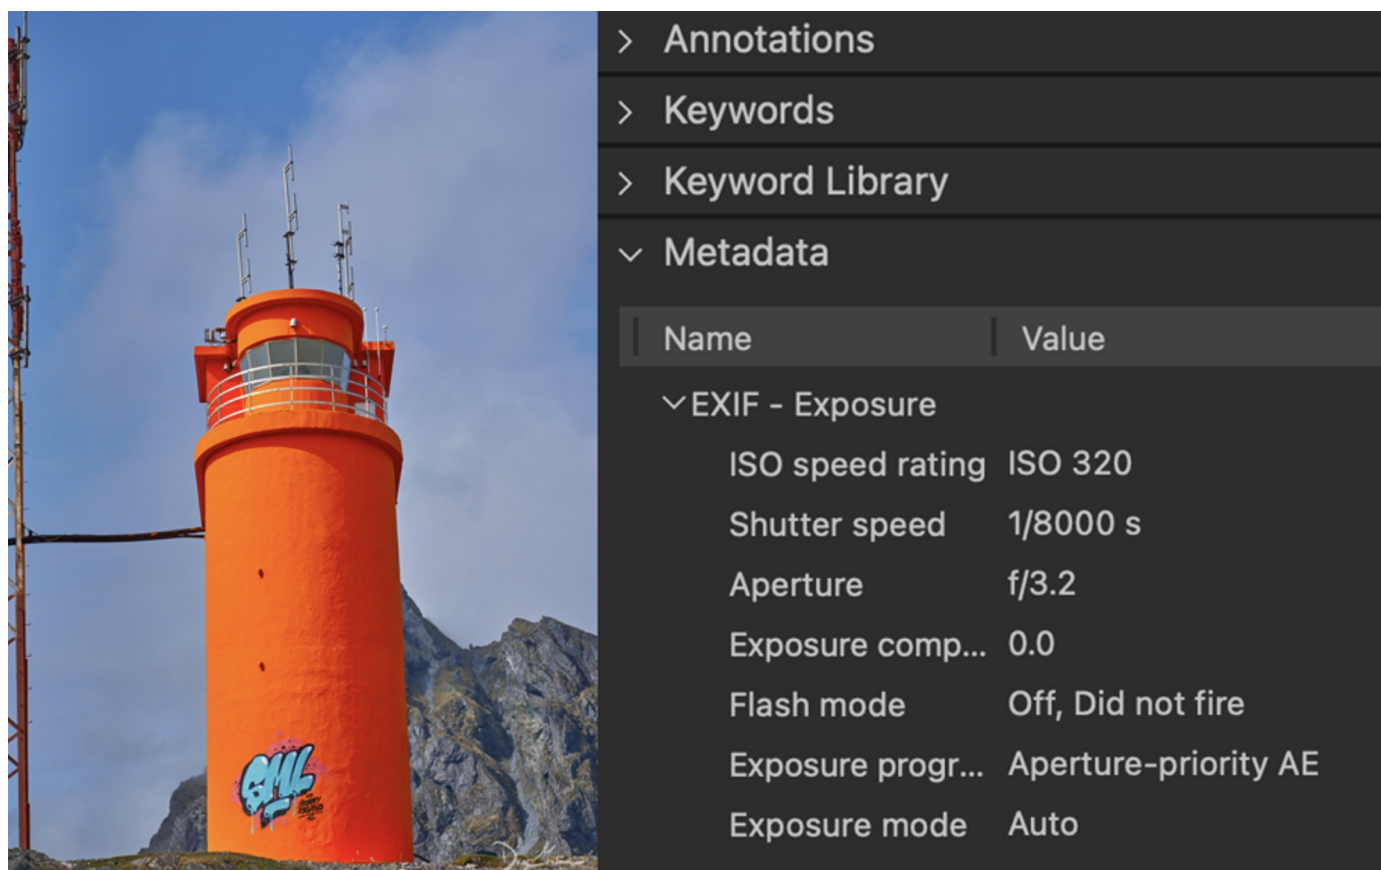 Annotations
Keywords
Keyword Library
Metadata
Name Value
EXIF - Exposure
ISO speed rating ISO 320
Shutter speed 1/8000 s
Aperture f/3.2
Exposure comp... 0.0
Flash mode Off, Did not fire
Exposure progr... Aperture-priority AE
Exposure mode Auto
SML